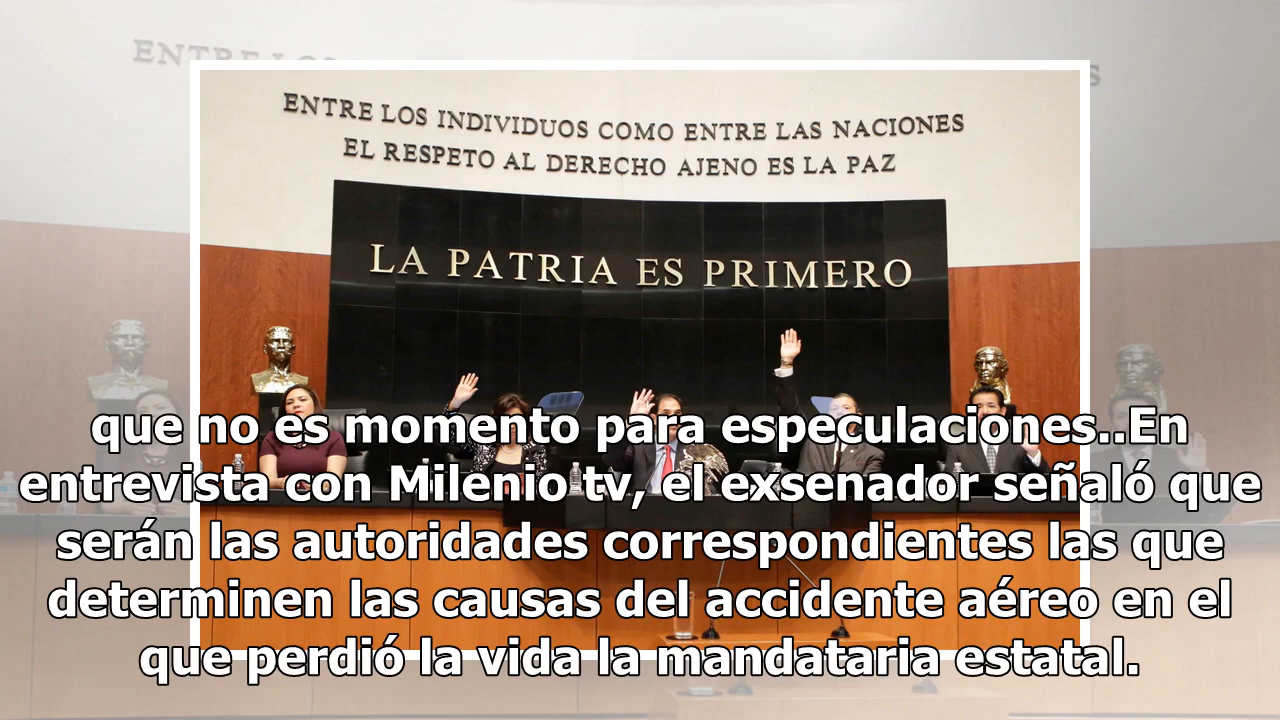 ENTRE LOS
S
ENTRE LOS INDIVIDUOS COMO ENTRE LAS NACIONES
EL RESPETO AL DERECHO AJENO ES LA PAZ
LA PATRIA ES PRIMERO
que no es momento para especulaciones..En
entrevista con Milenio tv, el exsenador señaló que
serán las autoridades correspondientes las que
determinen las causas del accidente aéreo en el
que perdió la vida la mandataria estatal.